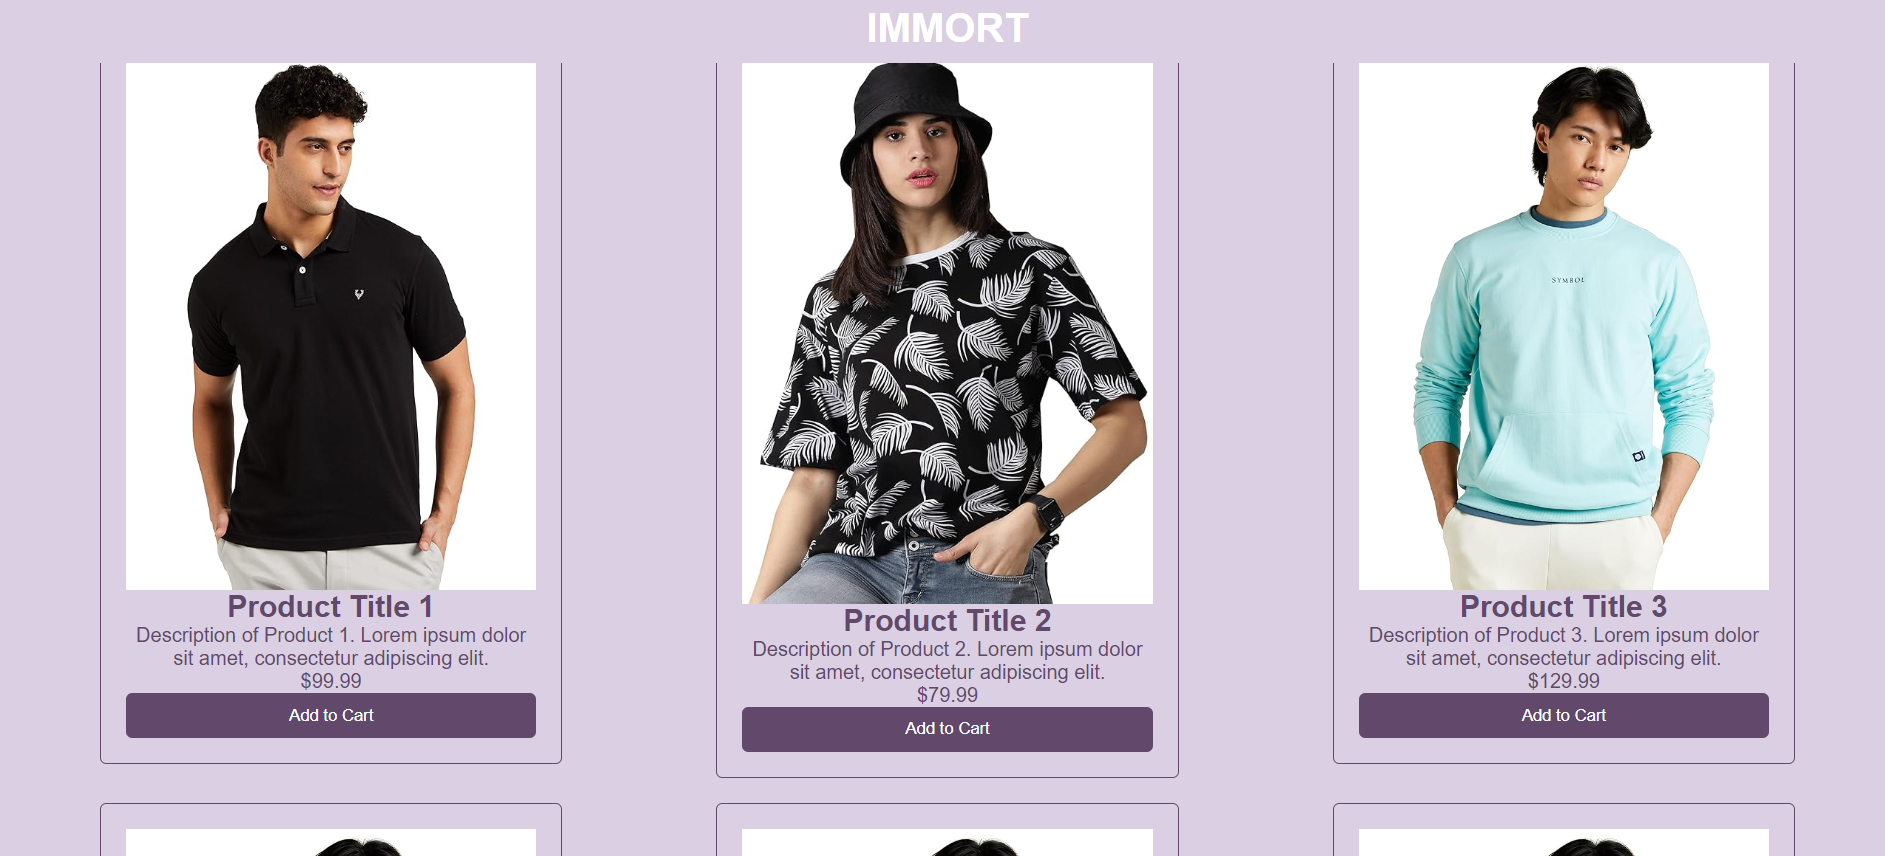 IMMORT
SYMBOL
Product Title 1
Description of Product 1. Lorem ipsum dolor
sit amet, consectetur adipiscing elit.
$99.99
Add to Cart
Product Title 2
Description of Product 2. Lorem ipsum dolor
sit amet, consectetur adipiscing elit.
$79.99
Add to Cart
Product Title 3
Description of Product 3. Lorem ipsum dolor
sit amet, consectetur adipiscing elit.
$129.99
Add to Cart